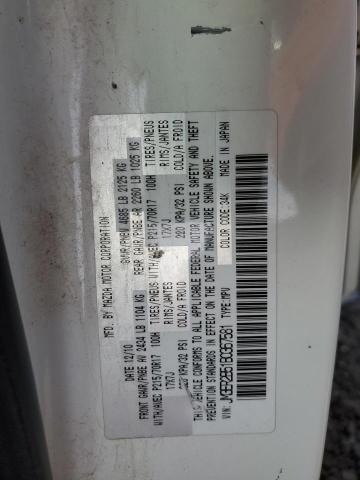 MFD. BY MAZDA MOTOR CORPORATION
DATE 12/10 GVWR/PNBV 4685 LB 2125 KG
FRONT GAWR/PNBE AV 2434 LB 1104 KG REAR GAWR/PNBE AR 2260 LB 1025 KG
WITH/AVEC P215/70R17 100H TIRES/PNEUS WITH/AVEC P215/70R17 100H TIRES/PNEUS
17X7J RIMS/JANTES 17X7J RIMS/JANTES
220 KPA/32 PSI COLD/A FROID 220 KPA/32 PSI COLD/A FROID
THIS VEHICLE CONFORMS TO ALL APPLICABLE FEDERAL MOTOR VEHICLE SAFETY AND THEFT
PREVENTION STANDARDS IN EFFECT ON THE DATE OF MANUFACTURE SHOWN ABOVE.
VIN: TYPE: MPV COLOR CODE: 34K MADE IN JAPAN